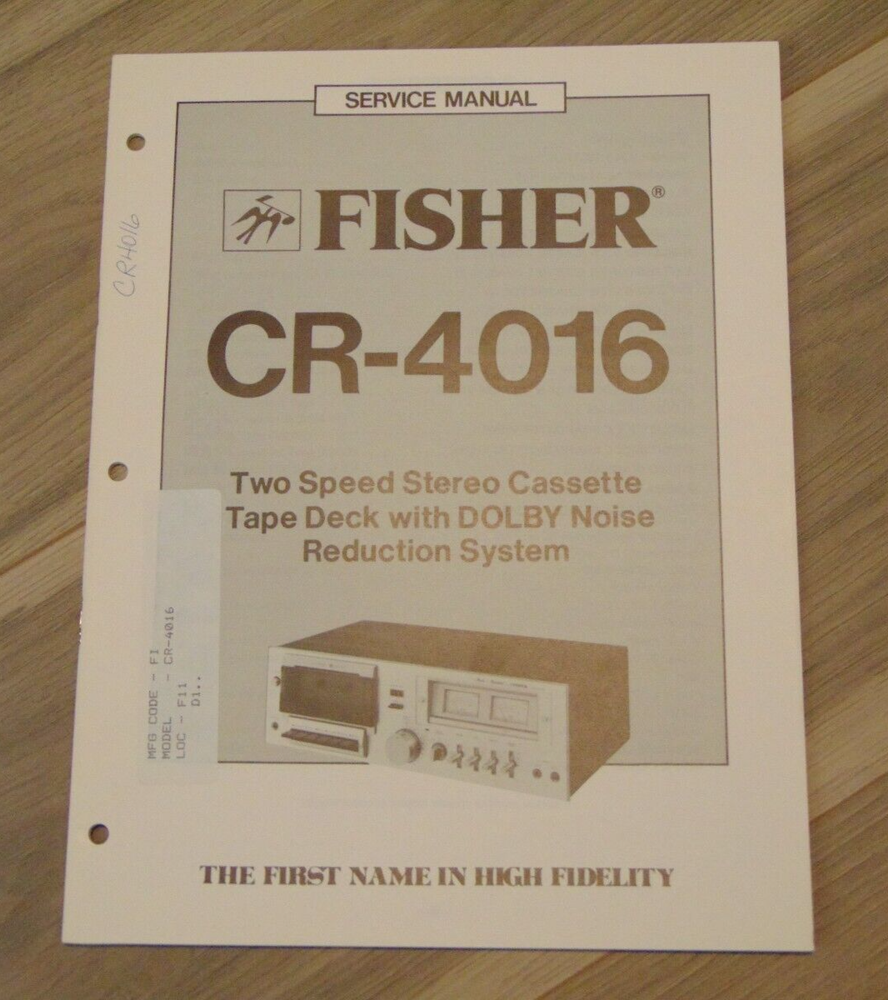 SERVICE MANUAL
FISHER®
CR-4016
Two Speed Stereo Cassette
Tape Deck with DOLBY Noise
Reduction System
THE FIRST NAME IN HIGH FIDELITY
CR4016
MFG CODE - FI
MODEL - CR-4016
LOC - F11
D1..